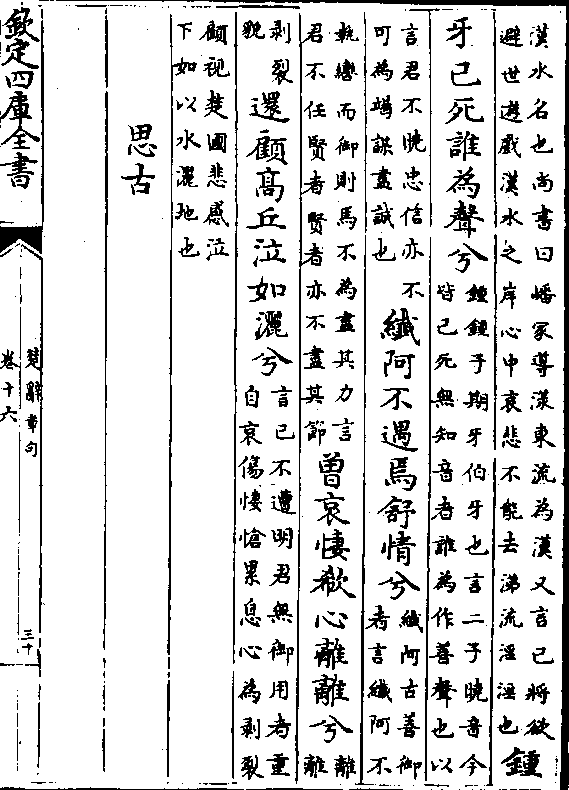 漢水名也尚書曰嶓冢導漾東流為漢又言己將欲
避世遊戲漢水之岸心中哀悲不能去涕流淫淫也鍾
牙已死誰為聲兮鍾鍾子期牙伯牙也言二子曉音今
皆已死無知音者誰為作善聲也以
言君不曉忠信亦不
可為竭謀盡誠也纎阿不遇焉舒情兮纎阿古善御
者言纎阿不
執轡而御則馬不為盡其力言
君不任賢者賢者亦不盡其節曾哀悽欷心離離兮離
離
剥裂
貌還顧髙丘泣如灑兮言己不遭明君無御用者重
自哀傷悽愴累息心為剥裂
顧視楚國悲感泣
下如以水灑地也
思古
欽定四庫全書
楚辭章句
卷十六
三十